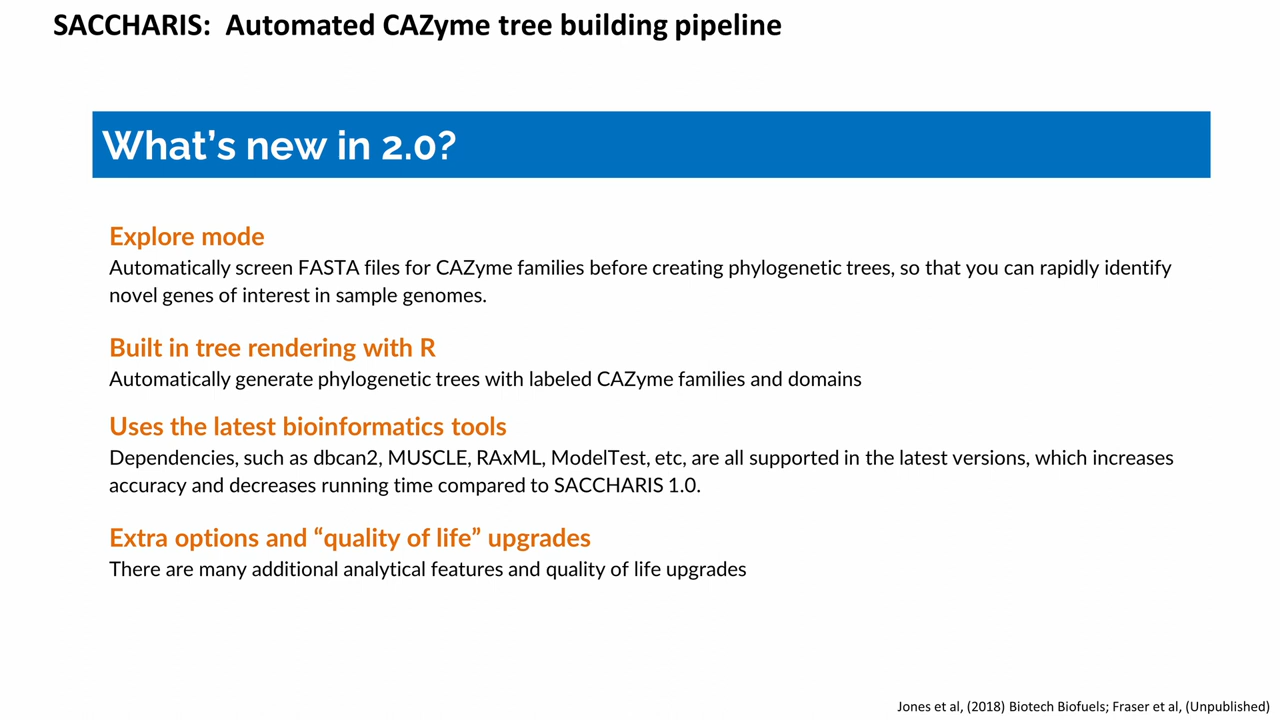 SACCHARIS:  Automated CAZyme tree building pipeline
What’s new in 2.0?
Explore mode
Automatically screen FASTA files for CAZyme families before creating phylogenetic trees, so that you can rapidly identify
novel genes of interest in sample genomes.
Built in tree rendering with R
Automatically generate phylogenetic trees with labeled CAZyme families and domains
Uses the latest bioinformatics tools
Dependencies, such as dbcan2, MUSCLE, RAxML, ModelTest, etc, are all supported in the latest versions, which increases
accuracy and decreases running time compared to SACCHARIS 1.0.
Extra options and “quality of life” upgrades
There are many additional analytical features and quality of life upgrades
Jones et al, (2018) Biotech Biofuels; Fraser et al, (Unpublished)